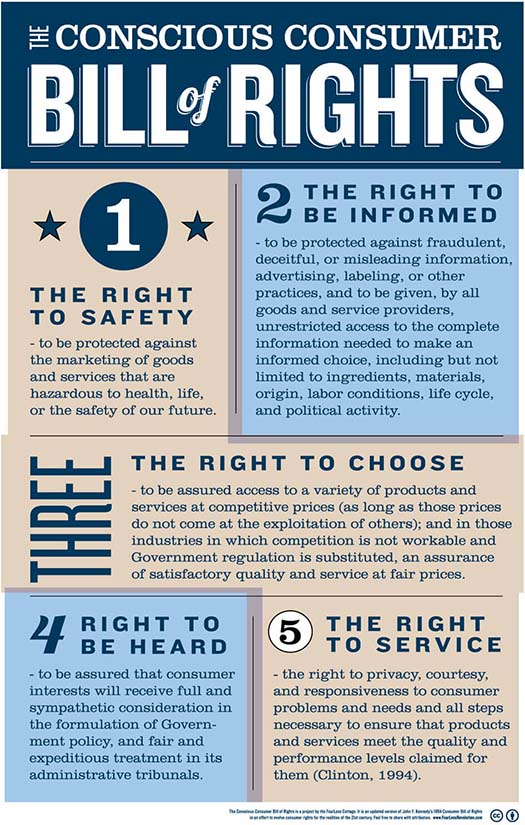 THE CONSCIOUS CONSUMER
BILL of RIGHTS
1
THE RIGHT
TO SAFETY
- to be protected against
the marketing of goods
and services that are
hazardous to health, life,
or the safety of our future.
2 THE RIGHT TO
BE INFORMED
- to be protected against fraudulent,
deceitful, or misleading information,
advertising, labeling, or other
practices, and to be given, by all
goods and service providers,
unrestricted access to the complete
information needed to make an
informed choice, including but not
limited to ingredients, materials,
origin, labor conditions, life cycle,
and political activity.
THREE
THE RIGHT TO CHOOSE
- to be assured access to a variety of products and
services at competitive prices (as long as those prices
do not come at the exploitation of others); and in those
industries in which competition is not workable and
Government regulation is substituted, an assurance
of satisfactory quality and service at fair prices.
4 RIGHT TO
BE HEARD
- to be assured that consumer
interests will receive full and
sympathetic consideration in
the formulation of Govern-
ment policy, and fair and
expeditious treatment in its
administrative tribunals.
5 THE RIGHT
TO SERVICE
- the right to privacy, courtesy,
and responsiveness to consumer
problems and needs and all steps
necessary to ensure that products
and services meet the quality and
performance levels claimed for
them (Clinton, 1994).
The Conscious Consumer Bill of Rights is a project by the FearLess Cottage. It is an updated version of John F. Kennedy's 1984 Consumer Bill of Rights
in an effort to evolve consumer rights for the realities of the 21st century. Feel free to share with attribution. www.FearLessRevolution.com
cc